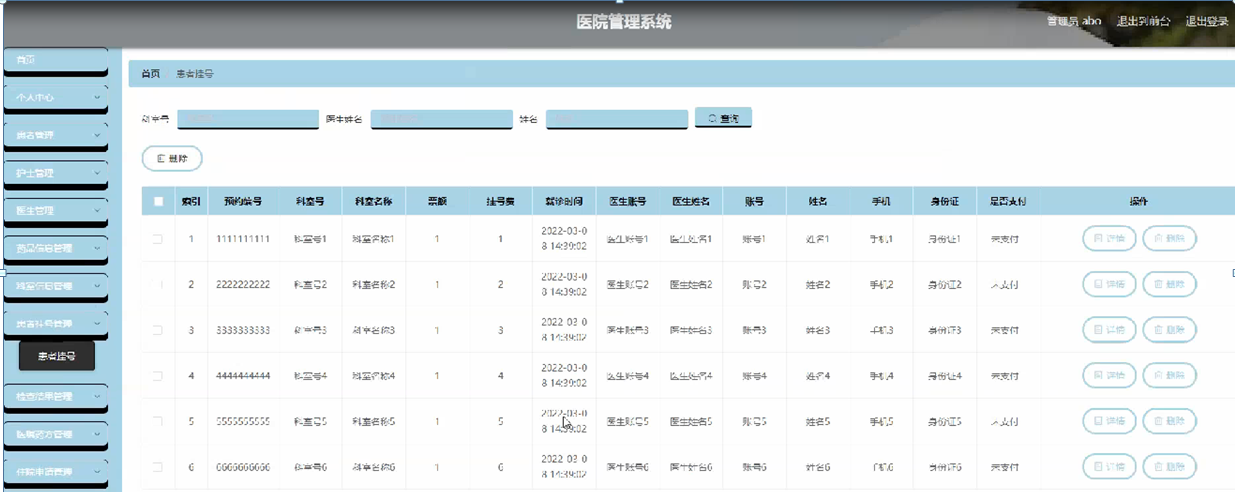 医院管理系统
管理员 abo 退出到前台 退出登录
首页
个人中心
患者管理
护士管理
医生管理
药品信息管理
科室信息管理
患者挂号管理
患者挂号
检查结果管理
医嘱药方管理
住院申请管理
首页 患者挂号
科室号 医生姓名 姓名 查询
删除
索引 预约编号 科室号 科室名称 票额 挂号费 就诊时间 医生账号 医生姓名 账号 姓名 手机 身份证 是否支付 操作
1 1111111111 科室号1 科室名称1 1 1 2022-03-0 医生账号1 医生姓名1 账号1 姓名1 手机1 身份证1 未支付 详情 删除
8 14:39:02
2 2222222222 科室号2 科室名称2 1 2 2022-03-0 医生账号2 医生姓名2 账号2 姓名2 手机2 身份证2 未支付 详情 删除
8 14:39:02
3 3333333333 科室号3 科室名称3 1 3 2022-03-0 医生账号3 医生姓名3 账号3 姓名3 手机3 身份证3 未支付 详情 删除
8 14:39:02
4 4444444444 科室号4 科室名称4 1 4 2022-03-0 医生账号4 医生姓名4 账号4 姓名4 手机4 身份证4 未支付 详情 删除
8 14:39:02
5 5555555555 科室号5 科室名称5 1 5 2022-03-0 医生账号5 医生姓名5 账号5 姓名5 手机5 身份证5 未支付 详情 删除
8 14:39:02
6 6666666666 科室号6 科室名称6 1 6 2022-03-0 医生账号6 医生姓名6 账号6 姓名6 手机6 身份证6 未支付 详情 删除
8 14:39:02